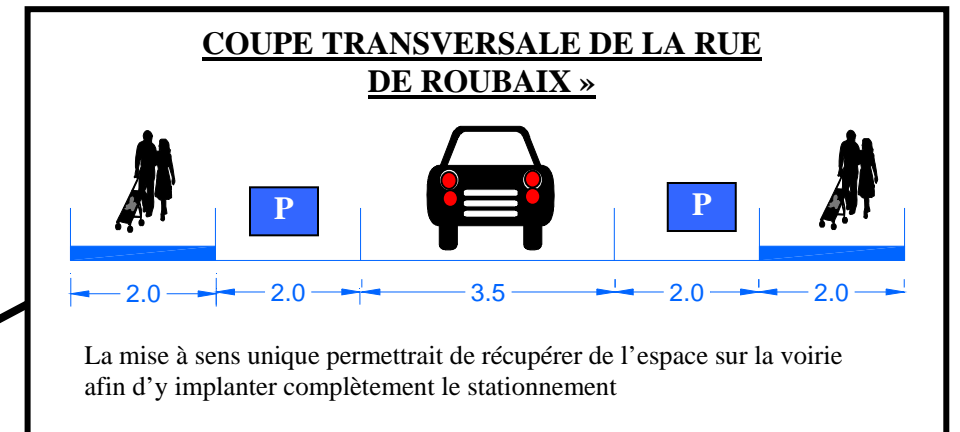 COUPE TRANSVERSALE DE LA RUE
DE ROUBAIX »
P
P
2.0 2.0 3.5 2.0 2.0
La mise à sens unique permettrait de récupérer de l’espace sur la voirie
afin d’y implanter complètement le stationnement